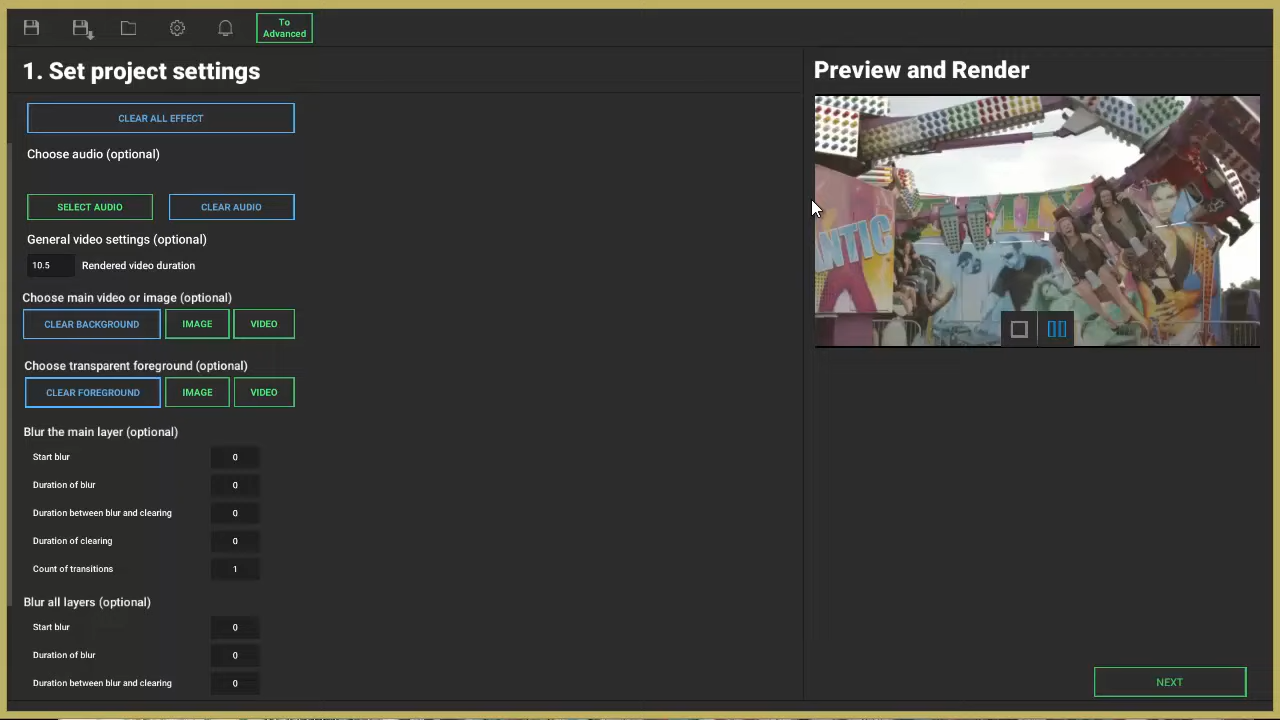 To
Advanced
1. Set project settings
Preview and Render
CLEAR ALL EFFECT
Choose audio (optional)
SELECT AUDIO
CLEAR AUDIO
General video settings (optional)
10.5 Rendered video duration
Choose main video or image (optional)
CLEAR BACKGROUND
IMAGE
VIDEO
Choose transparent foreground (optional)
CLEAR FOREGROUND
IMAGE
VIDEO
Blur the main layer (optional)
Start blur 0
Duration of blur 0
Duration between blur and clearing 0
Duration of clearing 0
Count of transitions 1
Blur all layers (optional)
Start blur 0
Duration of blur 0
Duration between blur and clearing 0
ANTIC
NEXT